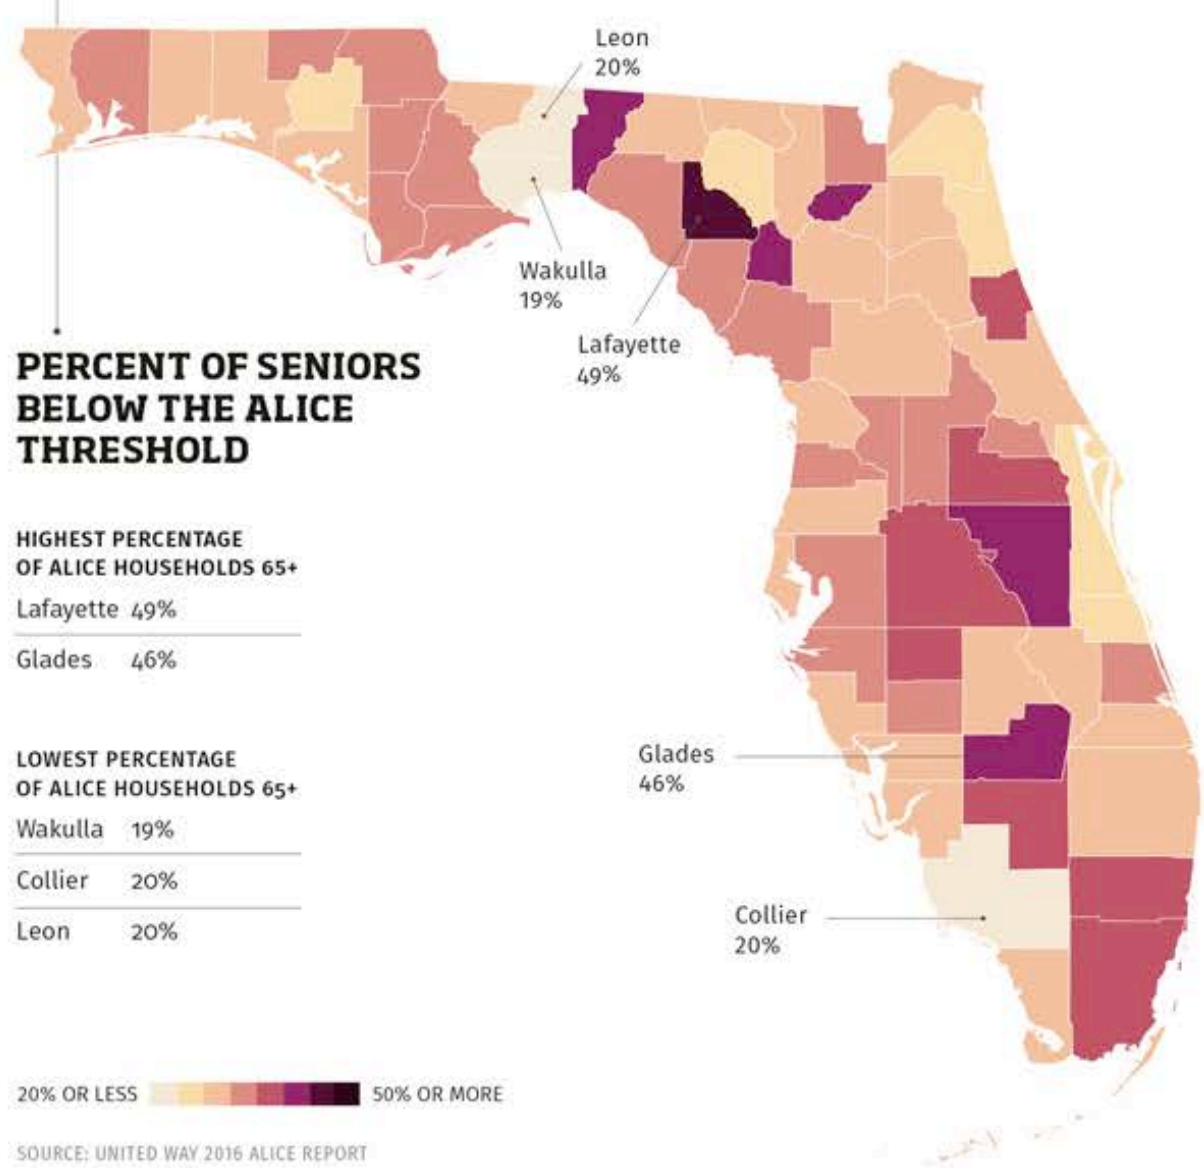 Leon
20%
Wakulla
19%
Lafayette
49%
PERCENT OF SENIORS
BELOW THE ALICE
THRESHOLD
HIGHEST PERCENTAGE
OF ALICE HOUSEHOLDS 65+
Lafayette 49%
Glades 46%
LOWEST PERCENTAGE
OF ALICE HOUSEHOLDS 65+
Wakulla 19%
Collier 20%
Leon 20%
Glades
46%
Collier
20%
20% OR LESS 50% OR MORE
SOURCE: UNITED WAY 2016 ALICE REPORT